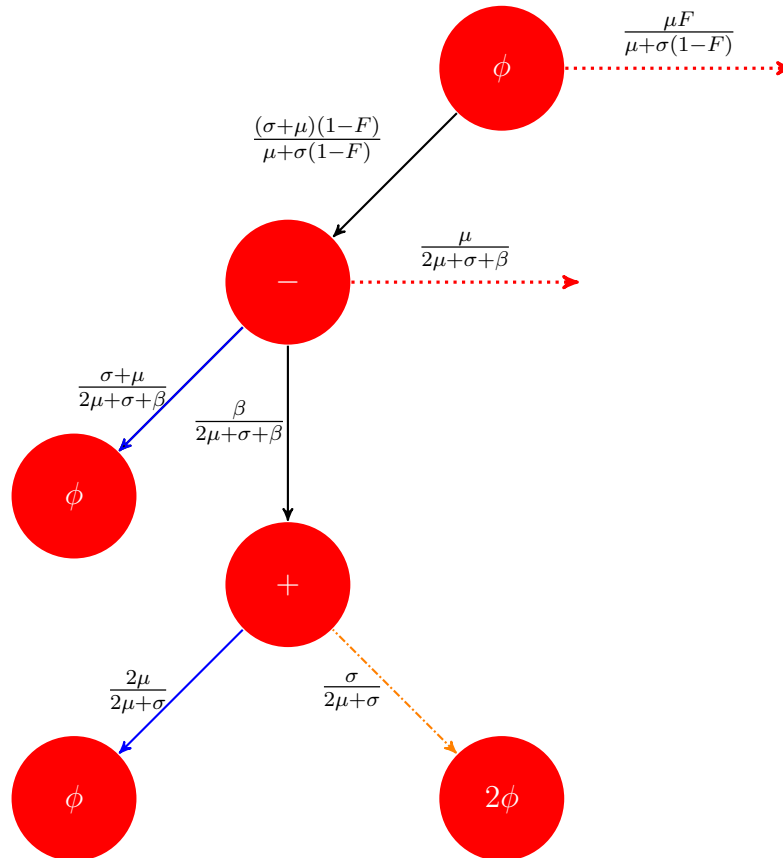 ϕ
μF / μ+σ(1−F)
(σ+μ)(1−F) / μ+σ(1−F)
−
μ / 2μ+σ+β
σ+μ / 2μ+σ+β
β / 2μ+σ+β
ϕ
+
2μ / 2μ+σ
σ / 2μ+σ
ϕ
2ϕ